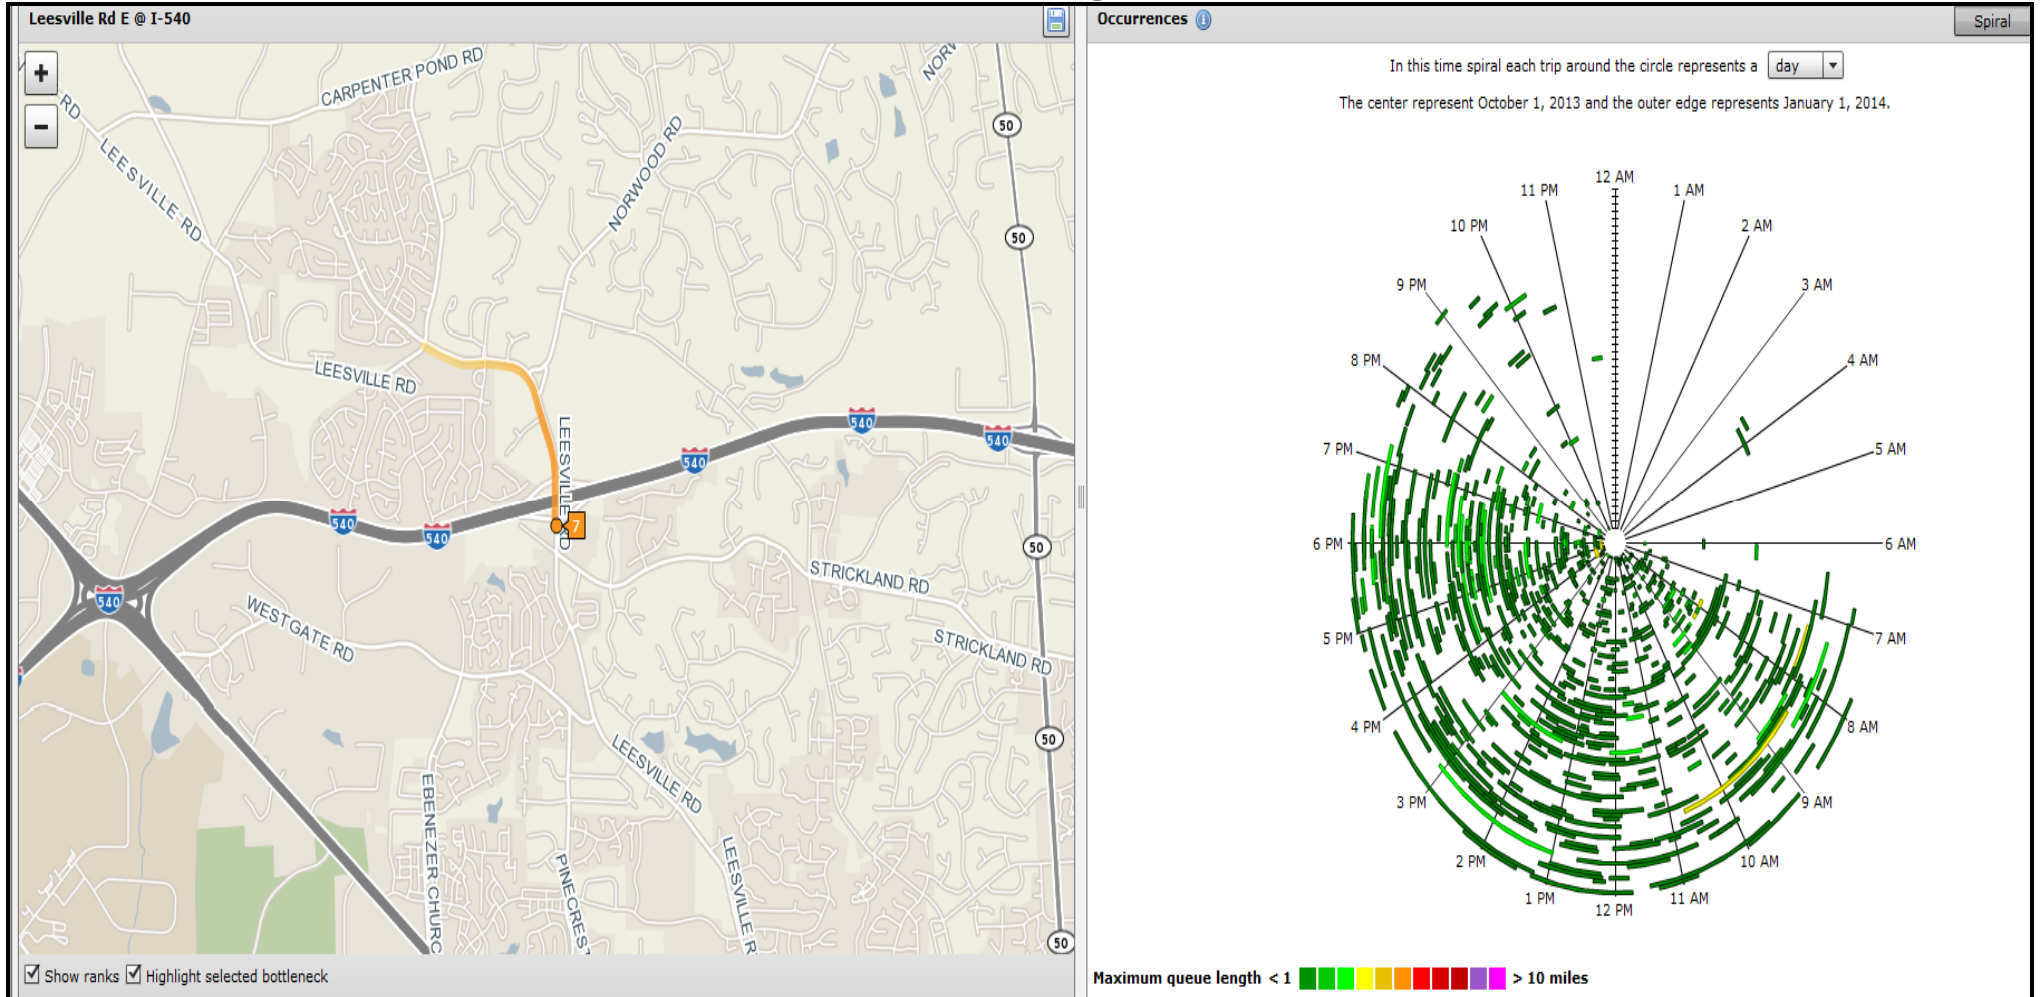 Leesville Rd E @ I-540
+
−
CARPENTER POND RD
RD
LEESVILLE RD
NORWOOD RD
50
50
LEESVILLE RD
LEESVILLE RD
540
540
540
540
540
540
7
50
STRICKLAND RD
STRICKLAND RD
WESTGATE RD
50
LEESVILLE RD
EBENEZER CHURC
PINECREST
LEESVILLE R
50
Show ranks
Highlight selected bottleneck
Occurrences i
Spiral
In this time spiral each trip around the circle represents a day
The center represent October 1, 2013 and the outer edge represents January 1, 2014.
12 AM
1 AM
2 AM
3 AM
4 AM
5 AM
6 AM
7 AM
8 AM
9 AM
10 AM
11 AM
12 PM
1 PM
2 PM
3 PM
4 PM
5 PM
6 PM
7 PM
8 PM
9 PM
10 PM
11 PM
Maximum queue length < 1 > 10 miles